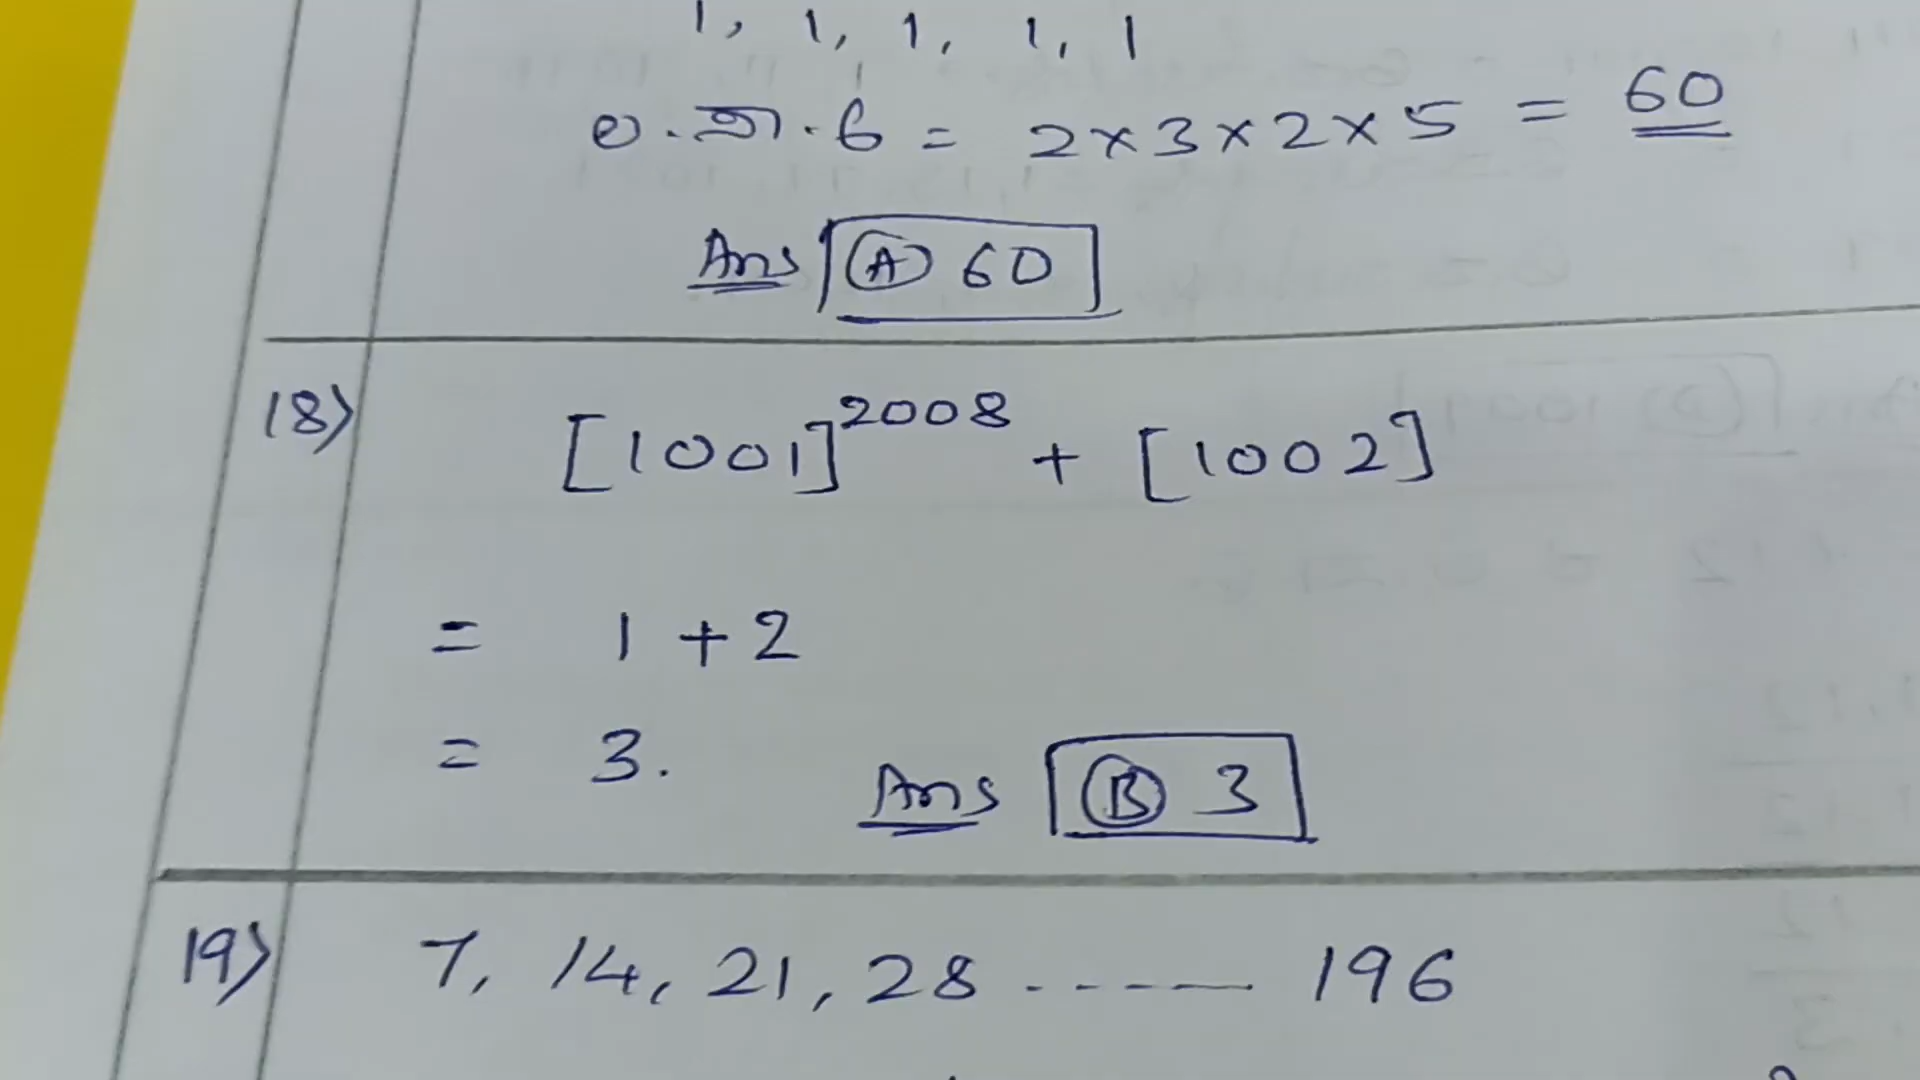 1, 1, 1, 1, 1
= 2×3×2×5 = 60
Ans Ⓐ 60
18) [1001]^2008 + [1002]
= 1 + 2
= 3.
Ans Ⓑ 3
19) 7, 14, 21, 28 ------ 196